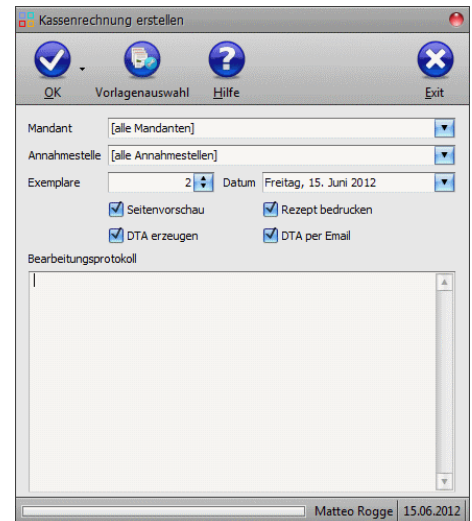 Kassenrechnung erstellen
OK Vorlagenauswahl Hilfe Exit
Mandant [alle Mandanten]
Annahmestelle [alle Annahmestellen]
Exemplare 2 Datum Freitag, 15. Juni 2012
Seitenvorschau Rezept bedrucken
DTA erzeugen DTA per Email
Bearbeitungsprotokoll
Matteo Rogge 15.06.2012